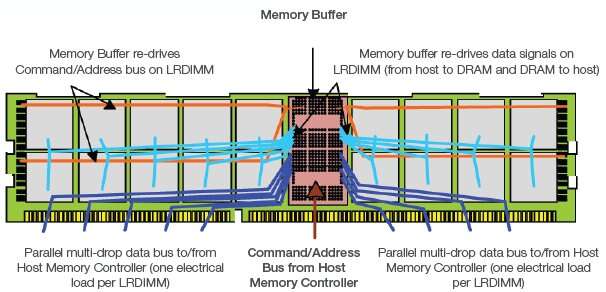 Memory Buffer
Memory Buffer re-drives
Command/Address bus on LRDIMM
Memory buffer re-drives data signals on
LRDIMM (from host to DRAM and DRAM to host)
Parallel multi-drop data bus to/from
Host Memory Controller (one electrical
load per LRDIMM)
Command/Address
Bus from Host
Memory Controller
Parallel multi-drop data bus to/from Host
Memory Controller (one electrical load
per LRDIMM)